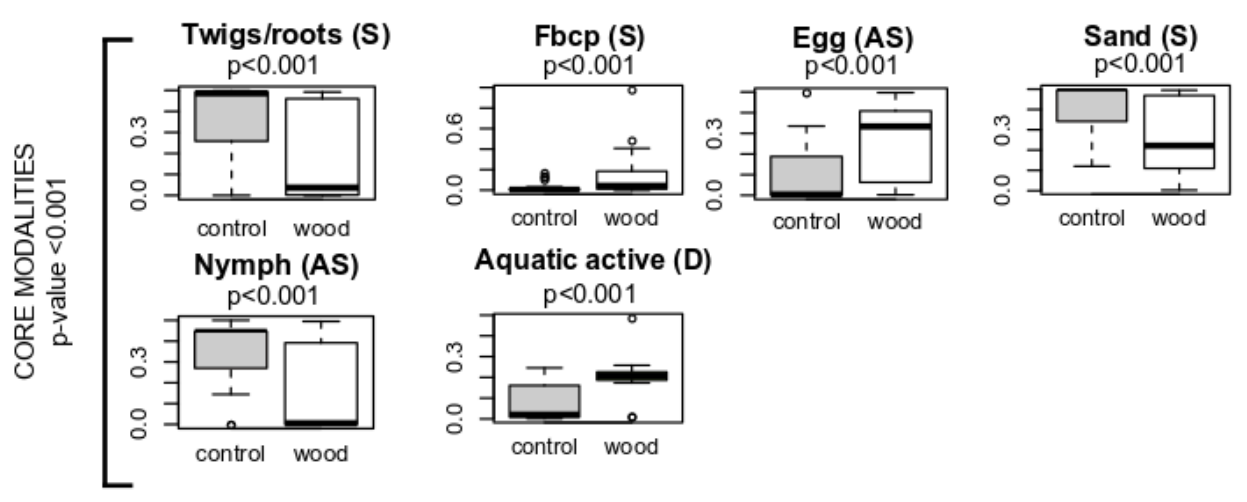 CORE MODALITIES
p-value <0.001
Twigs/roots (S)
p<0.001
0.3
0.0
control wood
Fbcp (S)
p<0.001
0.6
0.0
control wood
Egg (AS)
p<0.001
0.3
0.0
control wood
Sand (S)
p<0.001
0.3
0.0
control wood
Nymph (AS)
p<0.001
0.3
0.0
control wood
Aquatic active (D)
p<0.001
0.3
0.0
control wood